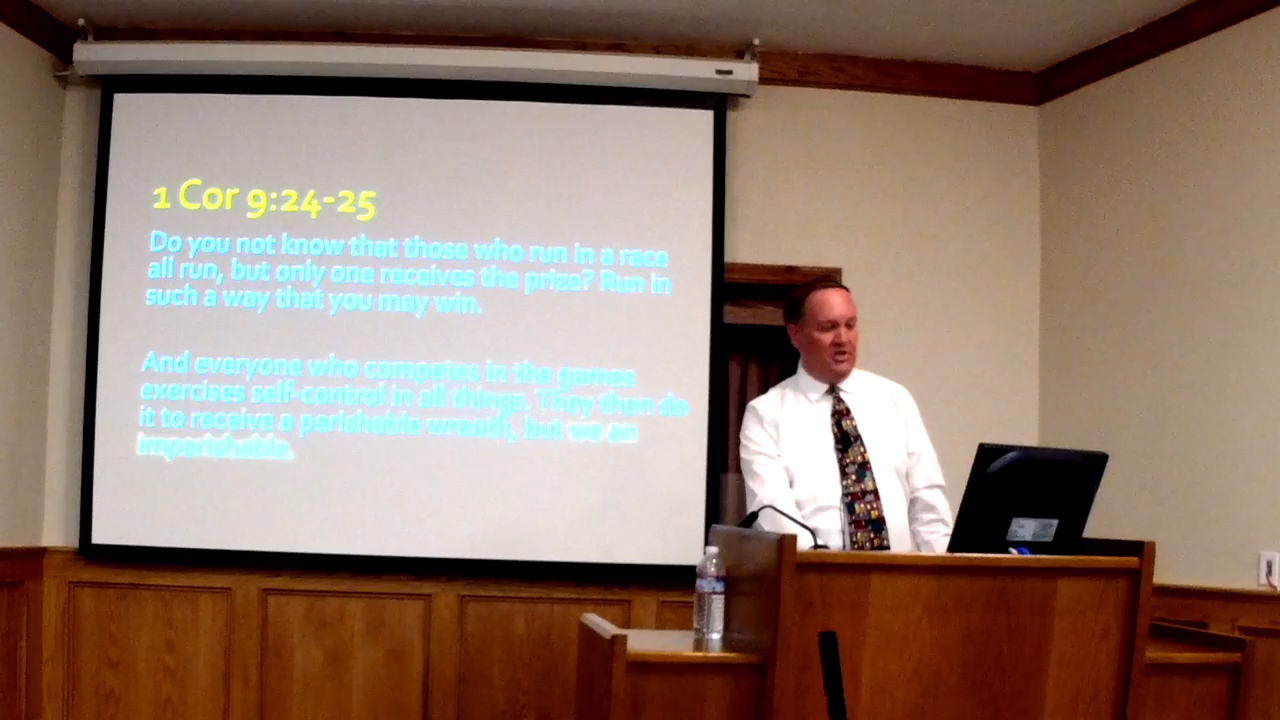 1 Cor 9:24-25
Do you not know that those who run in a race
all run, but only one receives the prize? Run in
such a way that you may win.
And everyone who competes in the games
exercises self-control in all things. They then do
it to receive a perishable wreath, but we an
imperishable.